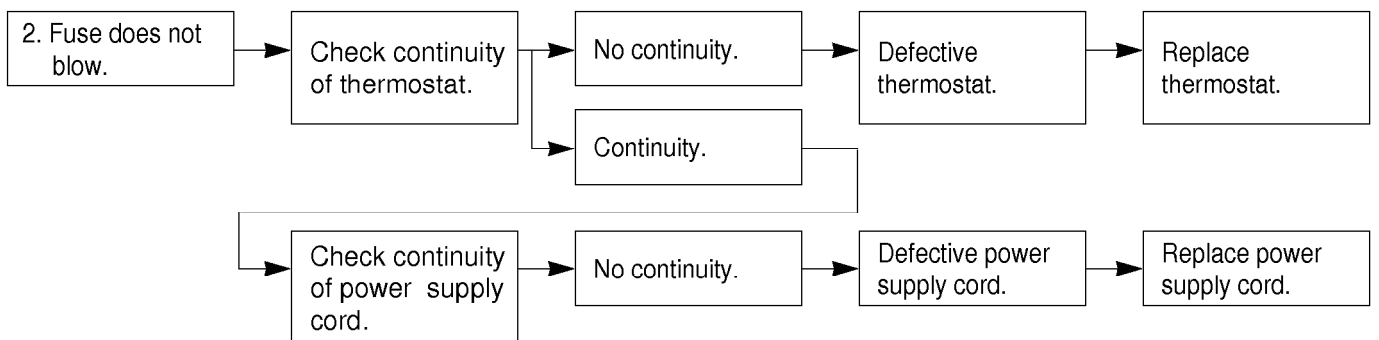 2. Fuse does not
blow.
Check continuity
of thermostat.
No continuity.
Defective
thermostat.
Replace
thermostat.
Continuity.
Check continuity
of power supply
cord.
No continuity.
Defective power
supply cord.
Replace power
supply cord.